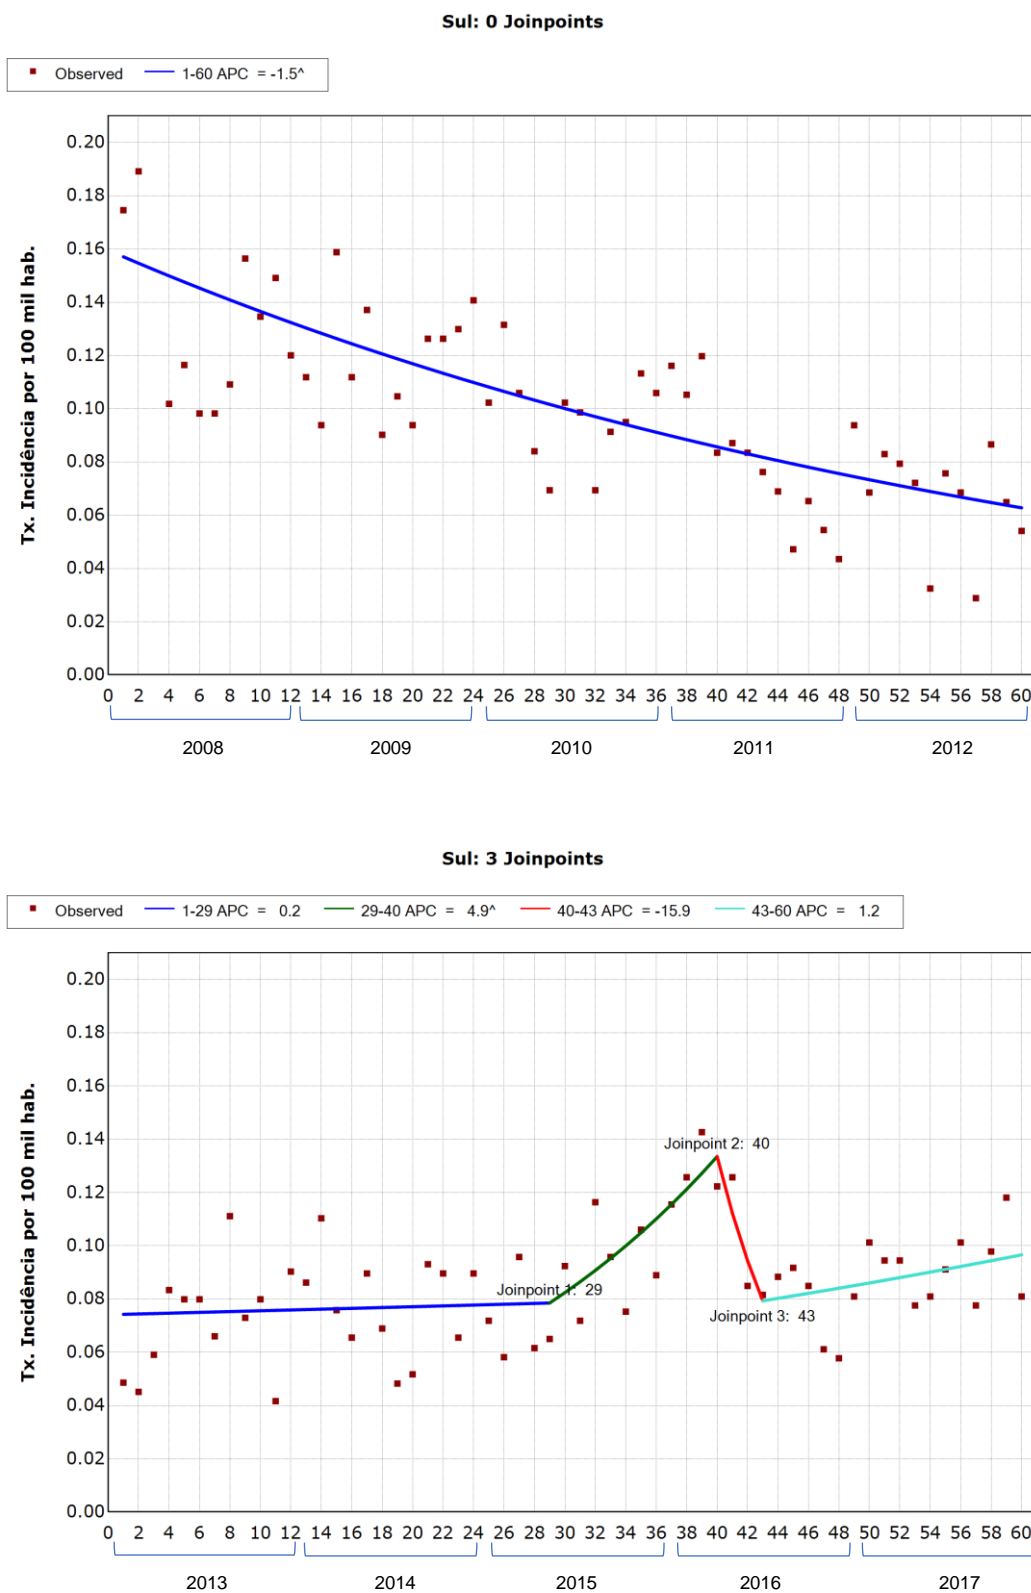 Sul: 0 Joinpoints
Observed 1-60 APC = -1.5^
Tx. Incidência por 100 mil hab.
0.20
0.18
0.16
0.14
0.12
0.10
0.08
0.06
0.04
0.02
0.00
0 2 4 6 8 10 12 14 16 18 20 22 24 26 28 30 32 34 36 38 40 42 44 46 48 50 52 54 56 58 60
2008 2009 2010 2011 2012
Sul: 3 Joinpoints
Observed 1-29 APC = 0.2 29-40 APC = 4.9^ 40-43 APC = -15.9 43-60 APC = 1.2
Tx. Incidência por 100 mil hab.
0.20
0.18
0.16
0.14
Joinpoint 2: 40
0.12
0.10
Joinpoint 1: 29
0.08
Joinpoint 3: 43
0.06
0.04
0.02
0.00
0 2 4 6 8 10 12 14 16 18 20 22 24 26 28 30 32 34 36 38 40 42 44 46 48 50 52 54 56 58 60
2013 2014 2015 2016 2017